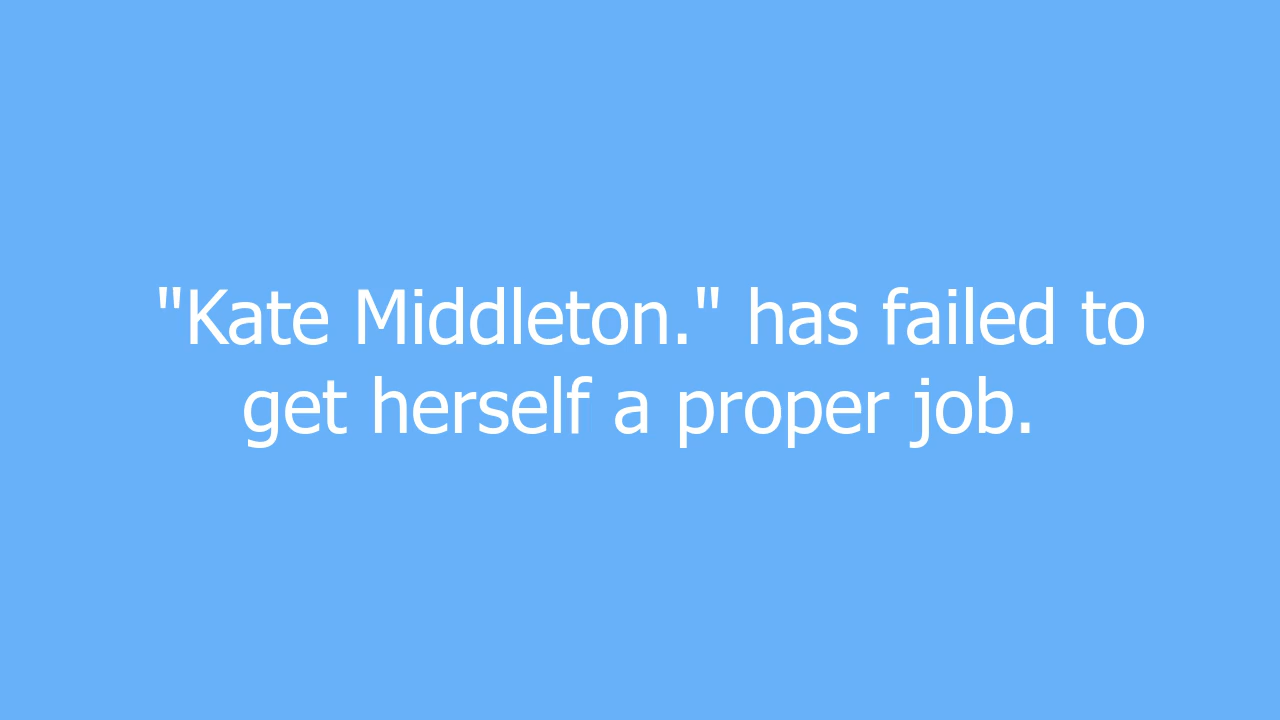 "Kate Middleton." has failed to
get herself a proper job.